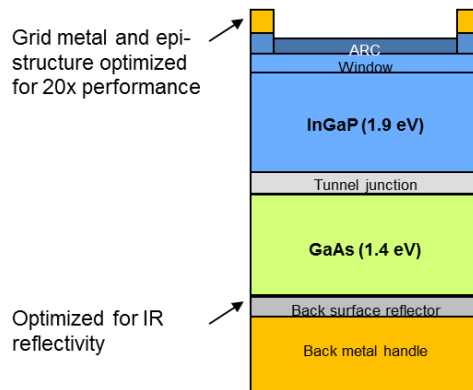 Grid metal and epi-
structure optimized
for 20x performance
ARC
Window
InGaP (1.9 eV)
Tunnel junction
GaAs (1.4 eV)
Optimized for IR
reflectivity
Back surface reflector
Back metal handle